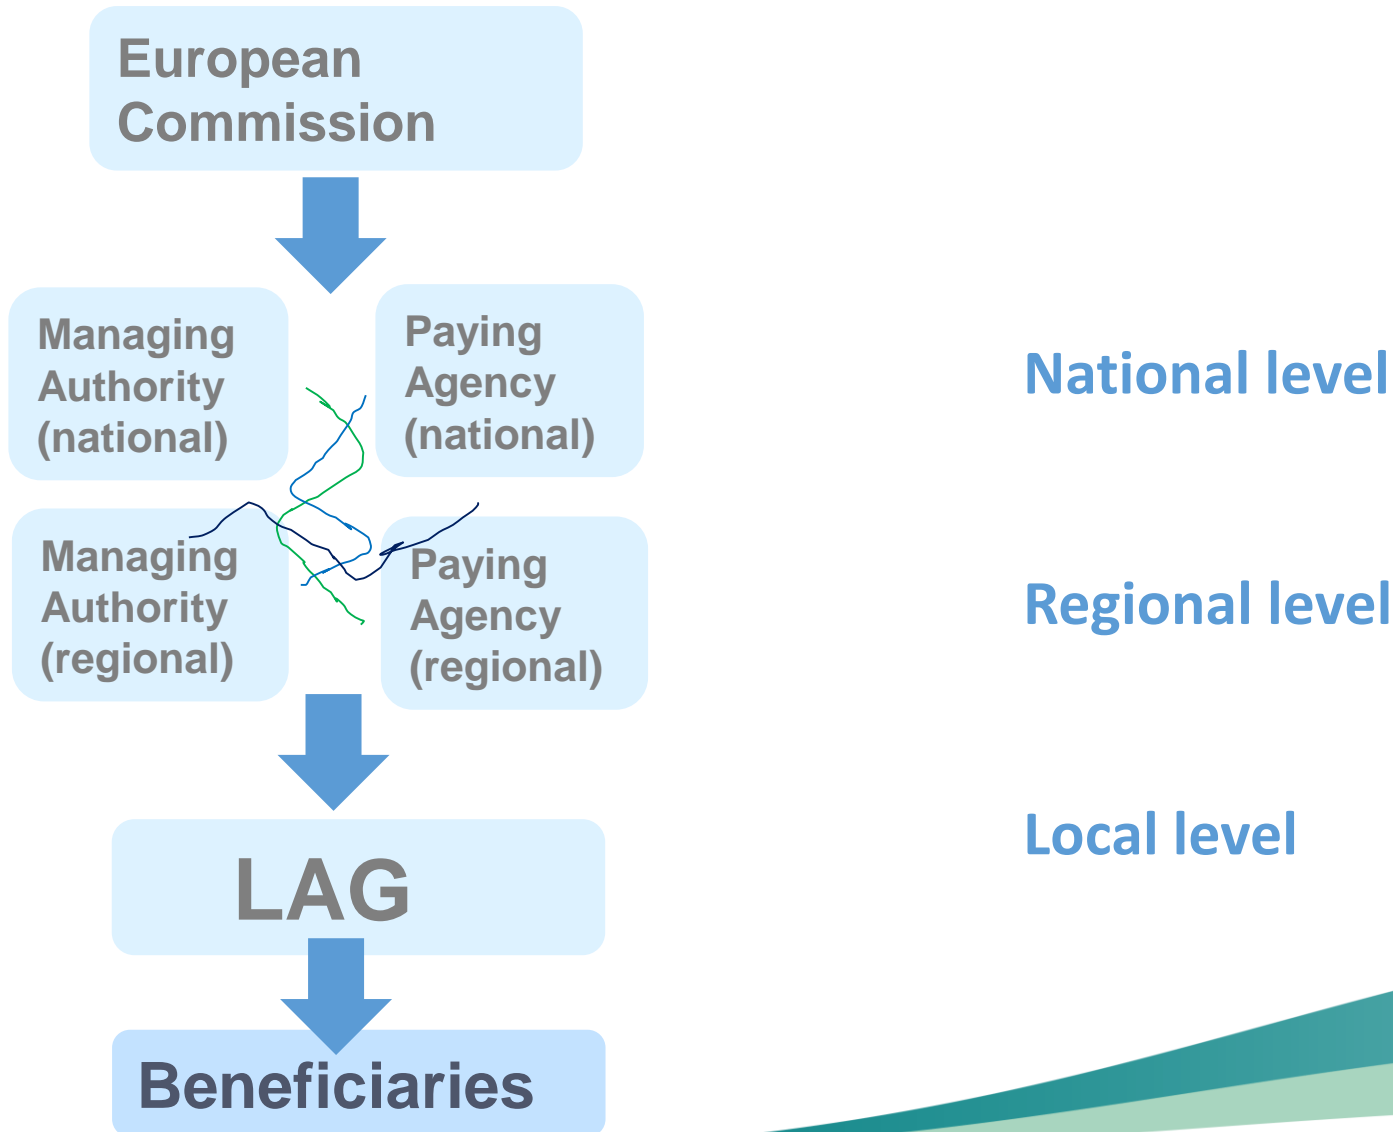 European
Commission
Managing
Authority
(national)
Paying
Agency
(national)
National level
Managing
Authority
(regional)
Paying
Agency
(regional)
Regional level
Local level
LAG
Beneficiaries